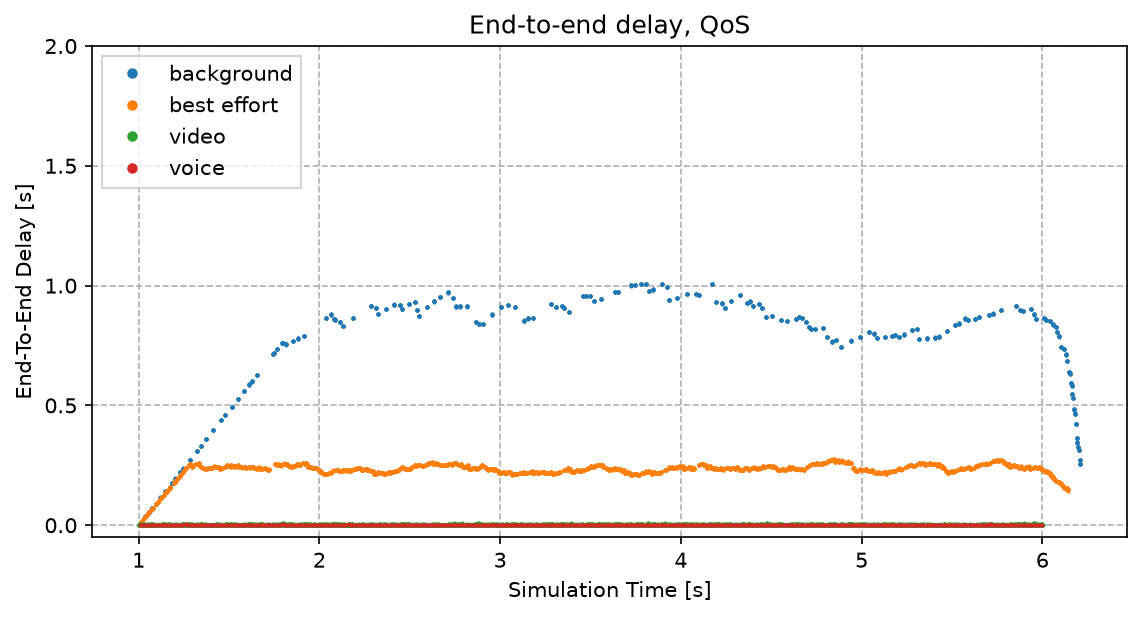 End-to-end delay, QoS
2.0
1.5
1.0
0.5
0.0
End-To-End Delay [s]
background
best effort
video
voice
1 2 3 4 5 6
Simulation Time [s]